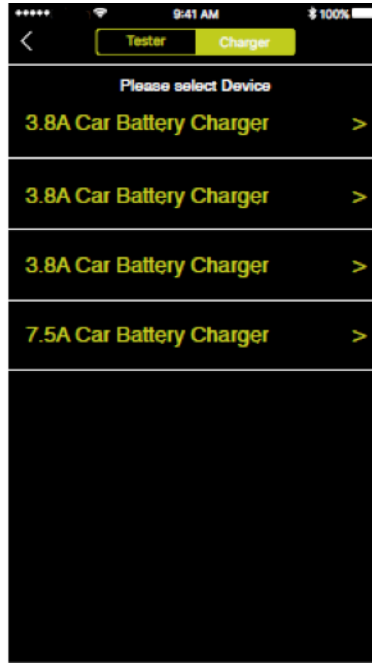 9:41 AM 100%
< Tester Charger
Please select Device
3.8A Car Battery Charger >
3.8A Car Battery Charger >
3.8A Car Battery Charger >
7.5A Car Battery Charger >